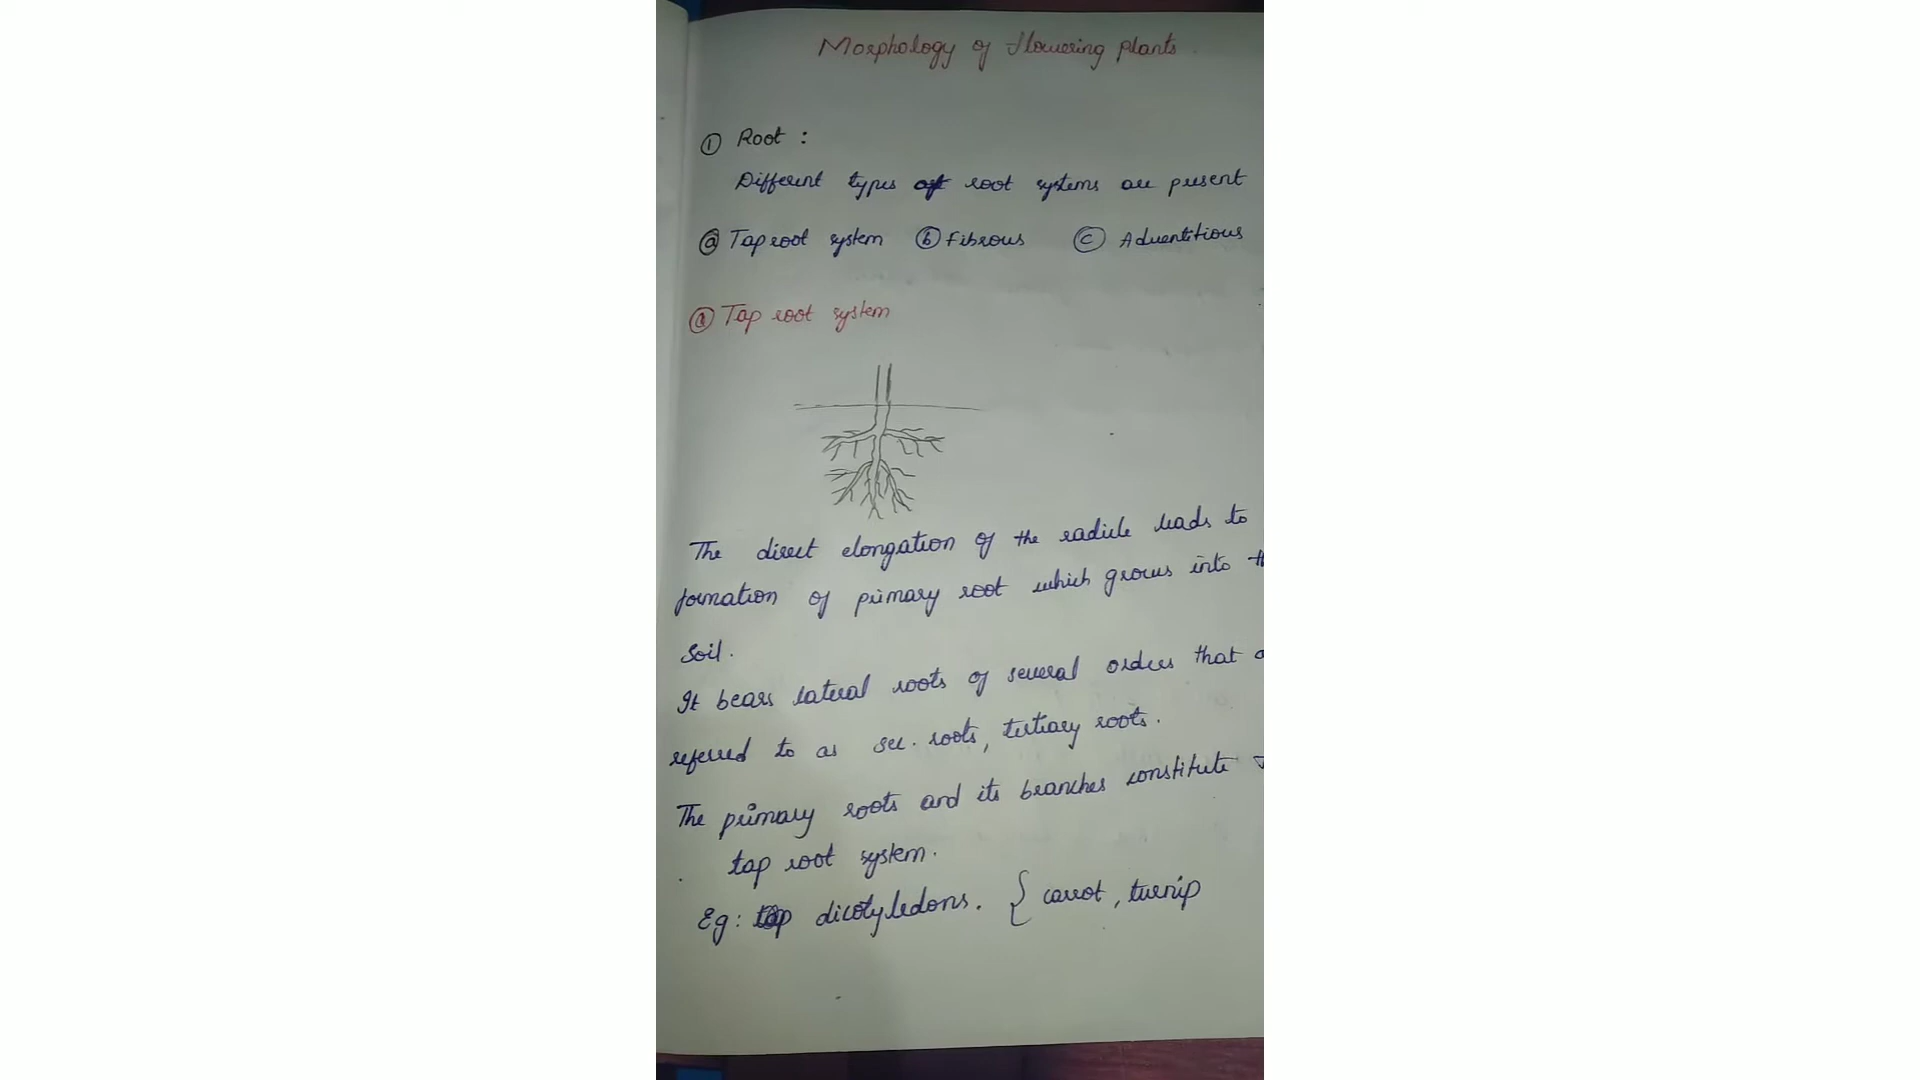 Morphology of flowering plants.
① Root :
Different types of root systems are present
ⓐ Tap root system ⓑ Fibrous ⓒ Adventitious
ⓐ Tap root system
The direct elongation of the radicle leads to
formation of primary root which grows into
soil.
It bears lateral roots of several orders that
referred to as sec. roots, tertiary roots.
The primary roots and its branches constitute
tap root system.
Eg: dicotyledons. { carrot, turnip